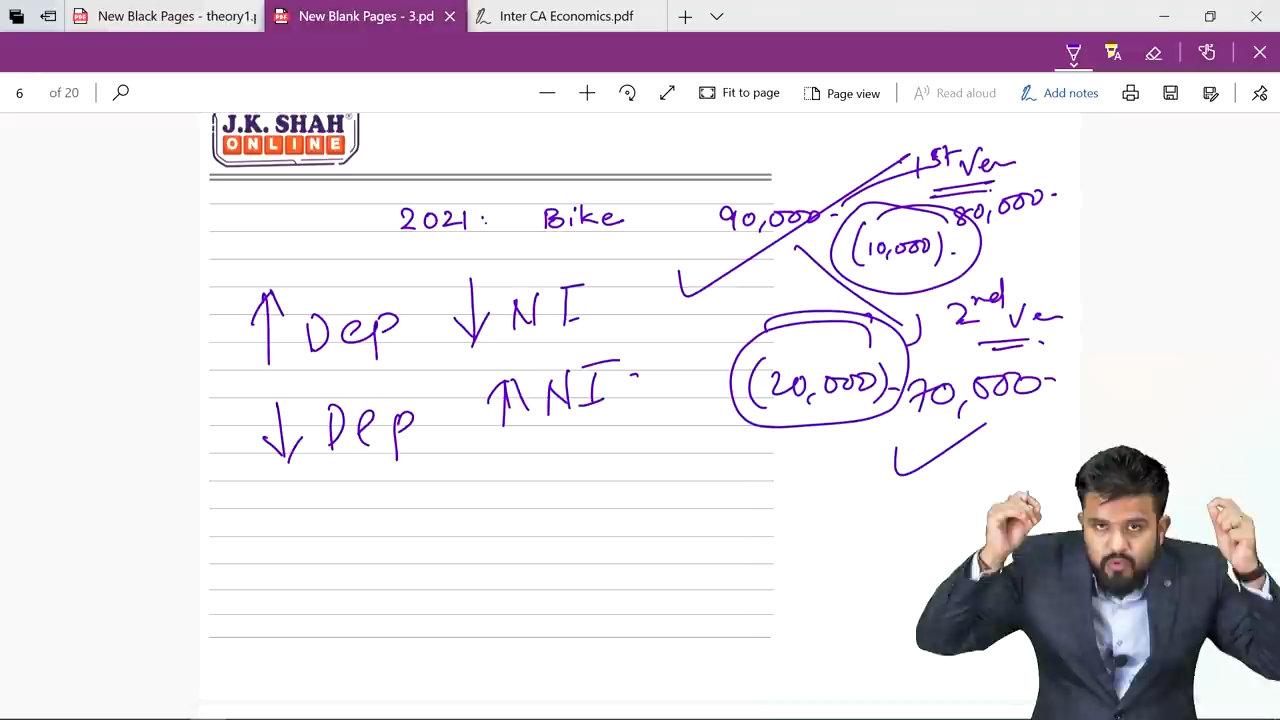 New Black Pages - theory1.p
New Blank Pages - 3.pd
Inter CA Economics.pdf
6 of 20
Fit to page
Page view
Read aloud
Add notes
J.K. SHAH
ONLINE
1st Ver
2021: Bike 90,000- 80,000-
(10,000).
↑ Dep ↓ NI
2nd Ver
(20,000)- 70,000-
↓ Dep ↑ NI